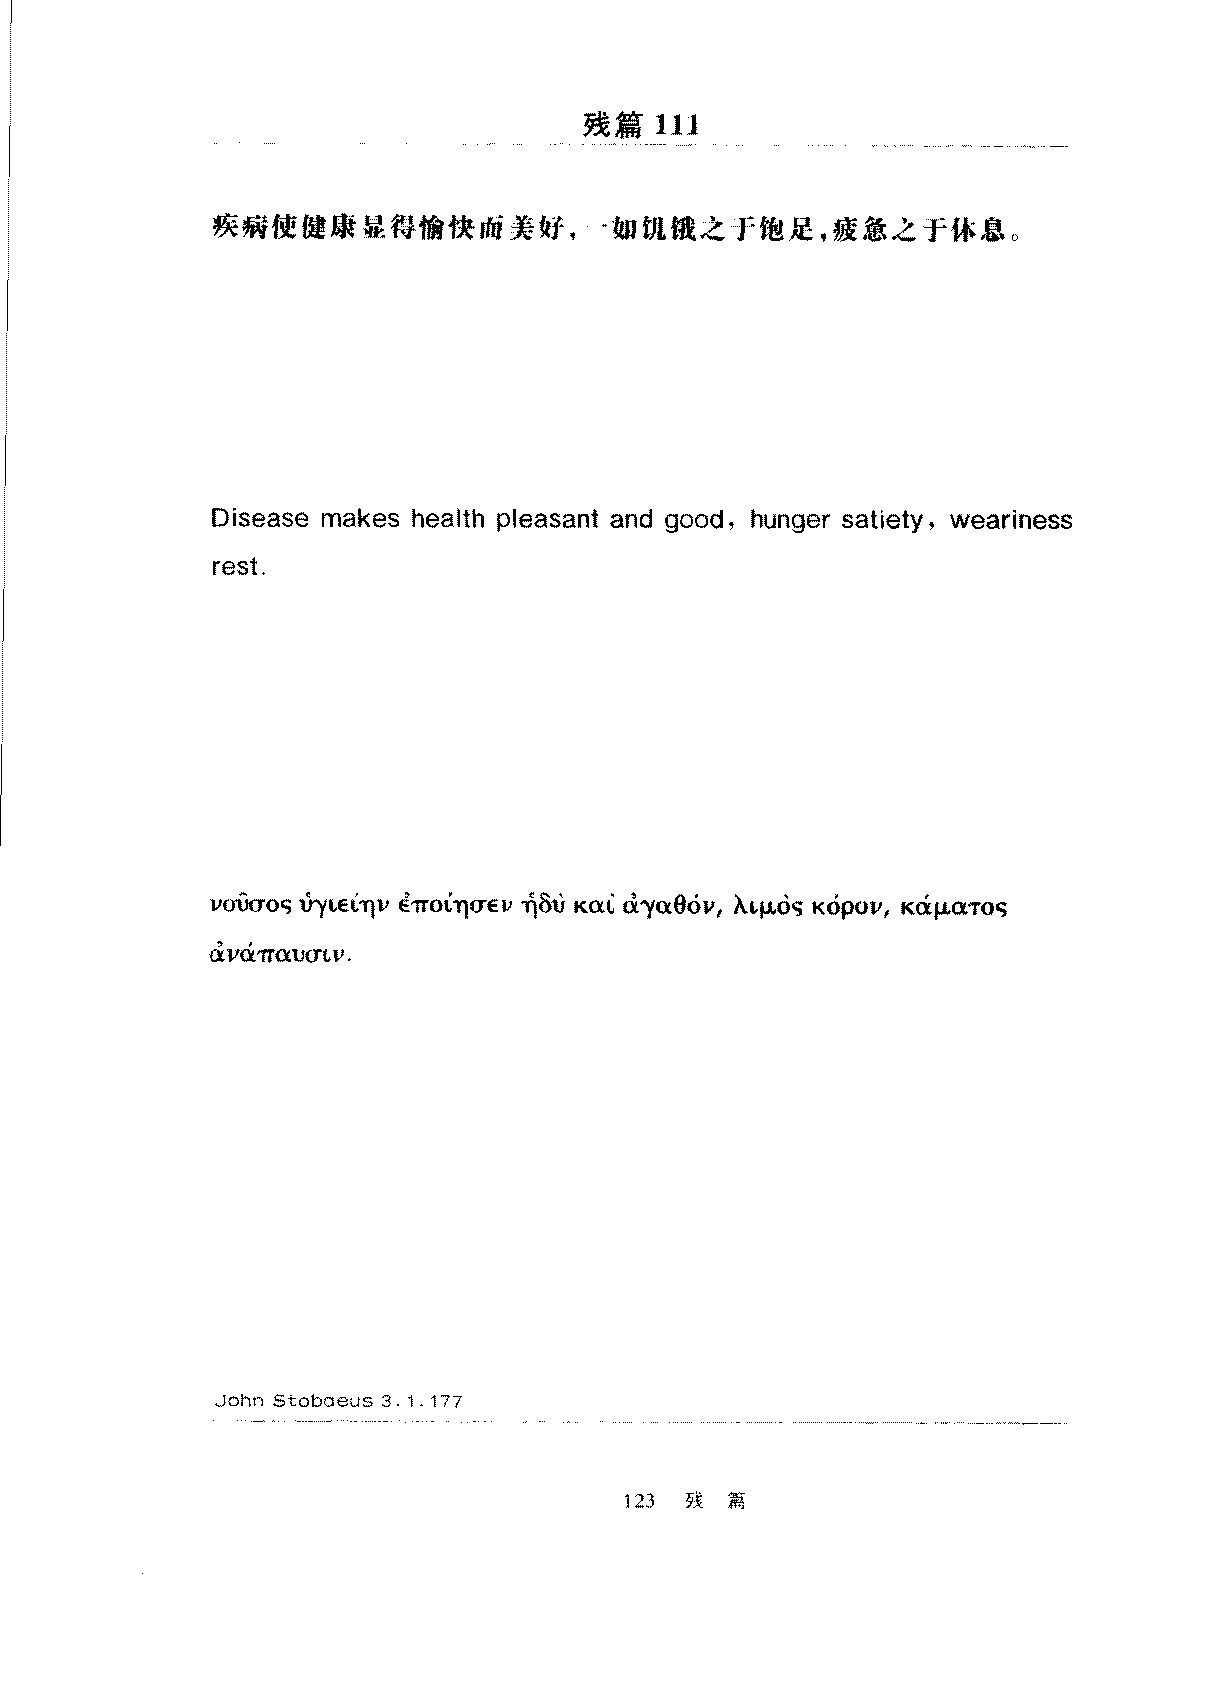 残篇 111
疾病使健康显得愉快而美好，一如饥饿之于饱足，疲惫之于休息。
Disease makes health pleasant and good, hunger satiety, weariness
rest.
νοῦσος ὑγιείην ἐποίησεν ἡδὺ καὶ ἀγαθόν, λιμὸς κόρον, κάματος
ἀνάπαυσιν.
John Stobaeus 3.1.177
123 残 篇